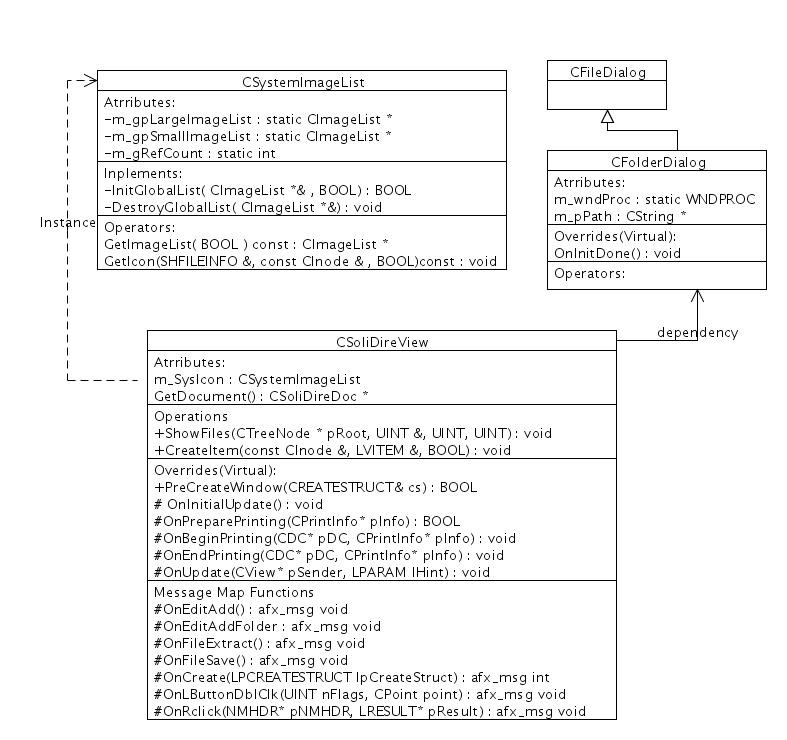 CSystemImageList
Atrributes:
-m_gpLargeImageList : static CImageList *
-m_gpSmallImageList : static CImageList *
-m_gRefCount : static int
Inplements:
-InitGlobalList( CImageList *& , BOOL) : BOOL
-DestroyGlobalList( CImageList *&) : void
Operators:
GetImageList( BOOL ) const : CImageList *
GetIcon(SHFILEINFO &, const CInode & , BOOL)const : void
Instance
CFileDialog
CFolderDialog
Atrributes:
m_wndProc : static WNDPROC
m_pPath : CString *
Overrides(Virtual):
OnInitDone() : void
Operators:
dependency
CSoliDireView
Atrributes:
m_SysIcon : CSystemImageList
GetDocument() : CSoliDireDoc *
Operations
+ShowFiles(CTreeNode * pRoot, UINT &, UINT, UINT) : void
+CreateItem(const CInode &, LVITEM &, BOOL) : void
Overrides(Virtual):
+PreCreateWindow(CREATESTRUCT& cs) : BOOL
# OnInitialUpdate() : void
#OnPreparePrinting(CPrintInfo* pInfo) : BOOL
#OnBeginPrinting(CDC* pDC, CPrintInfo* pInfo) : void
#OnEndPrinting(CDC* pDC, CPrintInfo* pInfo) : void
#OnUpdate(CView* pSender, LPARAM lHint) : void
Message Map Functions
#OnEditAdd() : afx_msg void
#OnEditAddFolder : afx_msg void
#OnFileExtract() : afx_msg void
#OnFileSave() : afx_msg void
#OnCreate(LPCREATESTRUCT lpCreateStruct) : afx_msg int
#OnLButtonDblClk(UINT nFlags, CPoint point) : afx_msg void
#OnRclick(NMHDR* pNMHDR, LRESULT* pResult) : afx_msg void